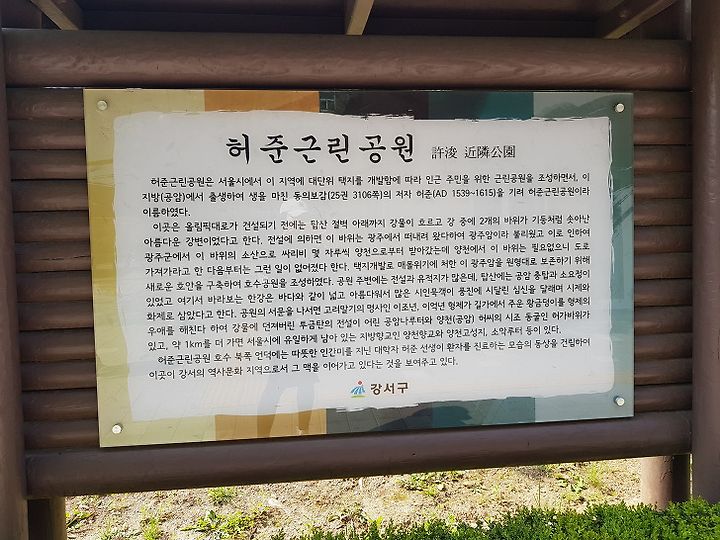 허준근린공원 許浚 近隣公園
허준근린공원은 서울시에서 이 지역에 대단위 택지를 개발함에 따라 인근 주민을 위한 근린공원을 조성하면서, 이
지방(공암)에서 출생하여 생을 마친 동의보감(25권 3106쪽)의 저자 허준(AD 1539~1615)을 기려 허준근린공원이라
이름하였다.
이곳은 올림픽대로가 건설되기 전에는 탑산 절벽 아래까지 강물이 흐르고 강 중에 2개의 바위가 기둥처럼 솟아난
아름다운 강변이었다고 한다. 전설에 의하면 이 바위는 광주에서 떠내려 왔다하여 광주암이라 불리웠고 이로 인하여
광주군에서 이 바위의 소산으로 싸리비 몇 자루씩 양천으로부터 받아갔는데 양천에서 이 바위는 필요없으니 도로
가져가라고 한 다음부터는 그런 일이 없어졌다 한다. 택지개발로 매몰위기에 처한 이 광주암을 원형대로 보존하기 위해
새로운 호안을 구축하여 호수공원을 조성하였다. 공원 주변에는 전설과 유적지가 많은데, 탑산에는 공암 층탑과 소요정이
있었고 여기서 바라보는 한강은 바다와 같이 넓고 아름다워서 많은 시인묵객이 풍진에 시달린 심신을 달래며 시제와
화제로 삼았다고 한다. 공원의 서문을 나서면 고려말기의 명사인 이조년, 이억년 형제가 길가에서 주운 황금덩이를 형제의
우애를 해친다 하여 강물에 던져버린 투금탄의 전설이 어린 공암나루터와 양천(공암) 허씨의 시조 동굴인 허가바위가
있고, 약 1km를 더 가면 서울시에 유일하게 남아 있는 지방향교인 양천향교와 양천고성지, 소악루터 등이 있다.
허준근린공원 호수 북쪽 언덕에는 따뜻한 인간미를 지닌 대의학자 허준 선생이 환자를 진료하는 모습의 동상을 건립하여
이곳이 강서의 역사문화 지역으로서 그 맥을 이어가고 있다는 것을 보여주고 있다.
강서구